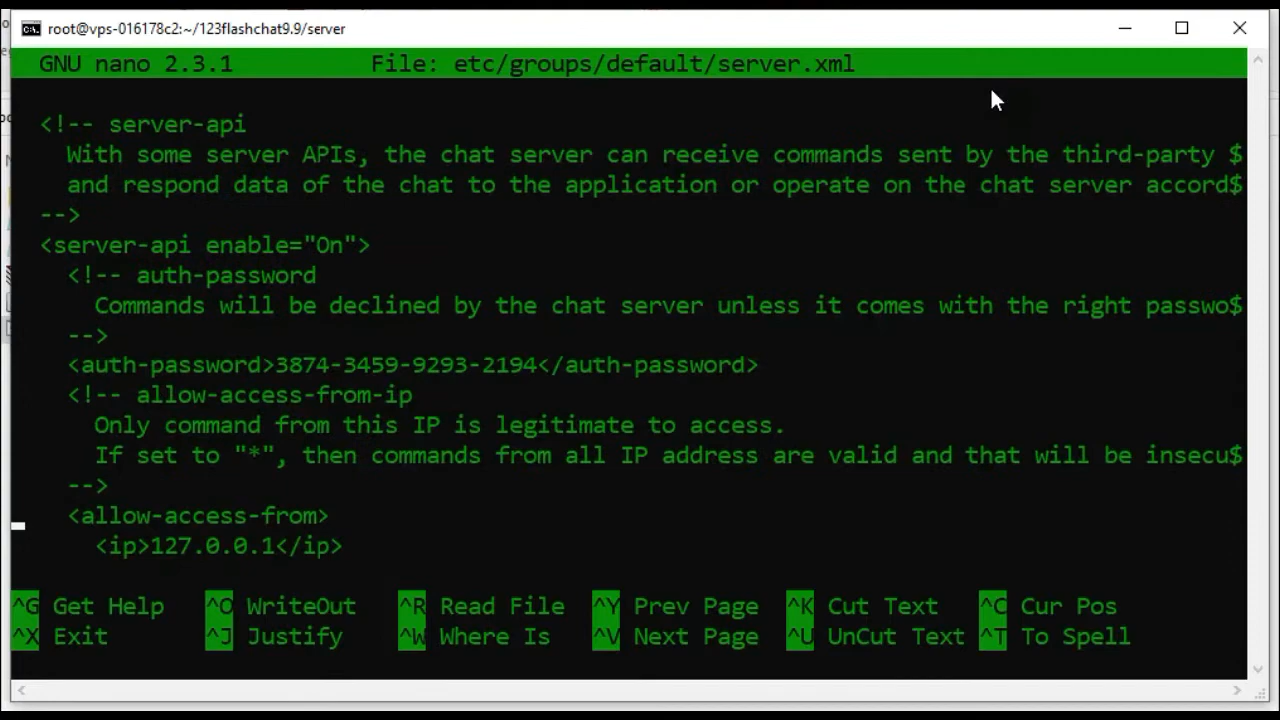 root@vps-016178c2:~/123flashchat9.9/server
GNU nano 2.3.1 File: etc/groups/default/server.xml
<!-- server-api
With some server APIs, the chat server can receive commands sent by the third-party $
and respond data of the chat to the application or operate on the chat server accord$
-->
<server-api enable="On">
<!-- auth-password
Commands will be declined by the chat server unless it comes with the right passwo$
-->
<auth-password>3874-3459-9293-2194</auth-password>
<!-- allow-access-from-ip
Only command from this IP is legitimate to access.
If set to "*", then commands from all IP address are valid and that will be insecu$
-->
<allow-access-from>
<ip>127.0.0.1</ip>
^G Get Help ^O WriteOut ^R Read File ^Y Prev Page ^K Cut Text ^C Cur Pos
^X Exit ^J Justify ^W Where Is ^V Next Page ^U UnCut Text ^T To Spell